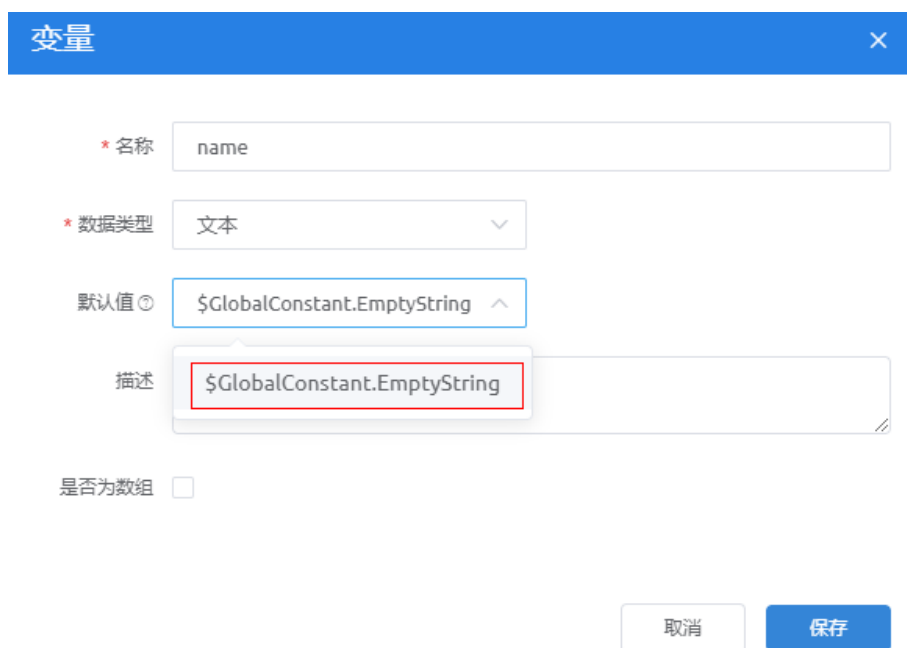 变量
* 名称 name
* 数据类型 文本
默认值 $GlobalConstant.EmptyString
描述 $GlobalConstant.EmptyString
是否为数组
取消 保存